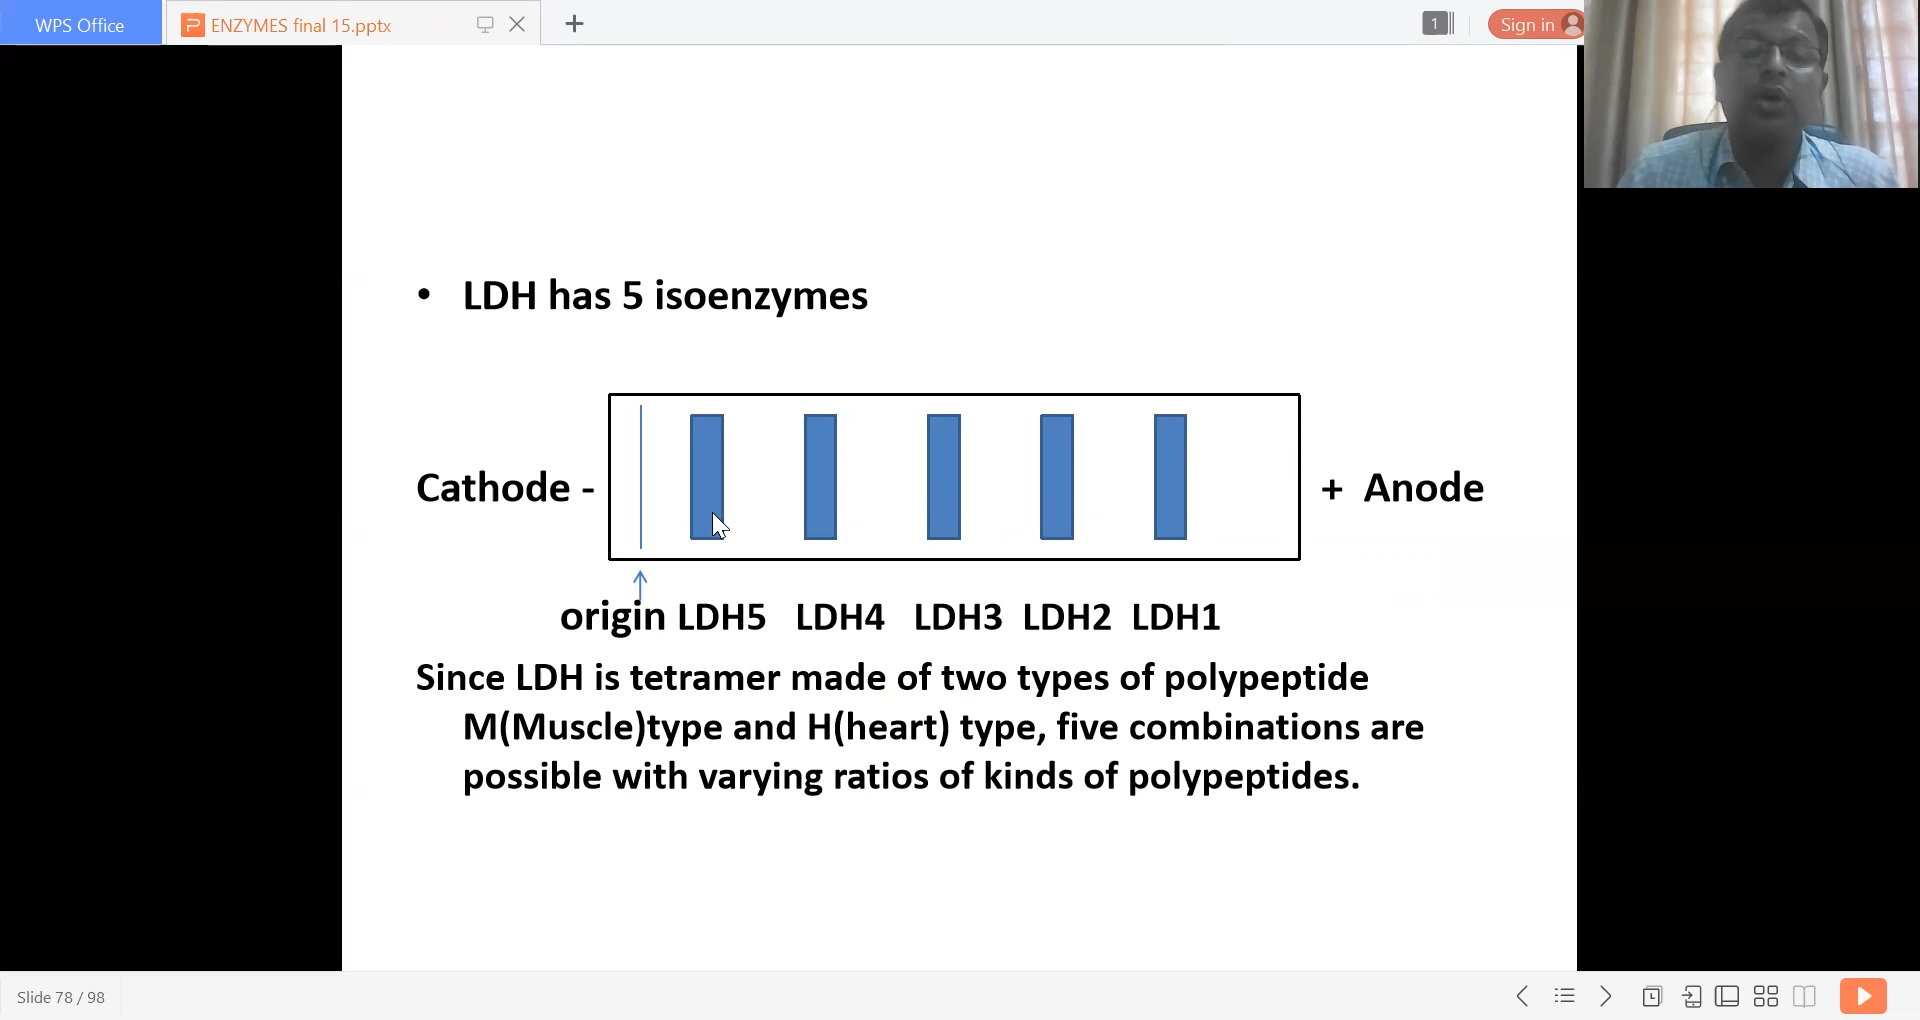 WPS Office
ENZYMES final 15.pptx
1
Sign in
• LDH has 5 isoenzymes
Cathode -
+ Anode
origin LDH5 LDH4 LDH3 LDH2 LDH1
Since LDH is tetramer made of two types of polypeptide
M(Muscle)type and H(heart) type, five combinations are
possible with varying ratios of kinds of polypeptides.
Slide 78 / 98